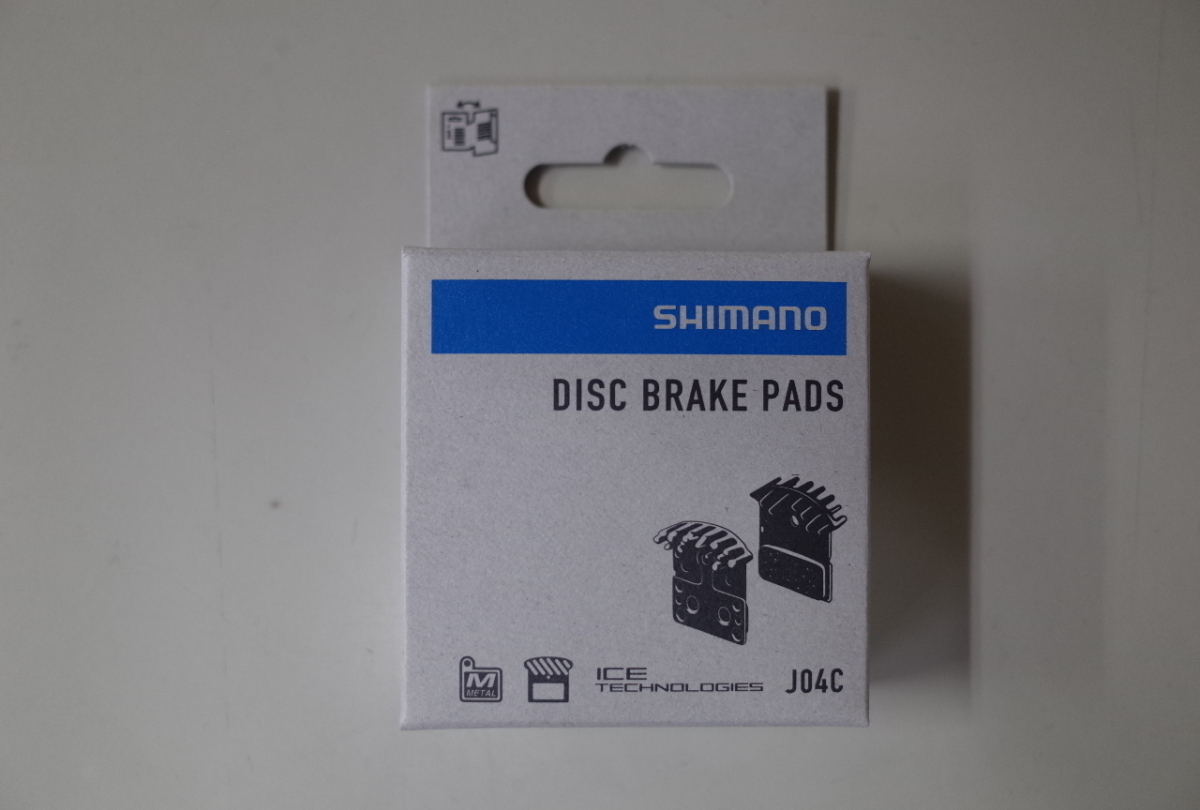 SHIMANO
DISC BRAKE PADS
M
METAL
ICE
TECHNOLOGIES
J04C